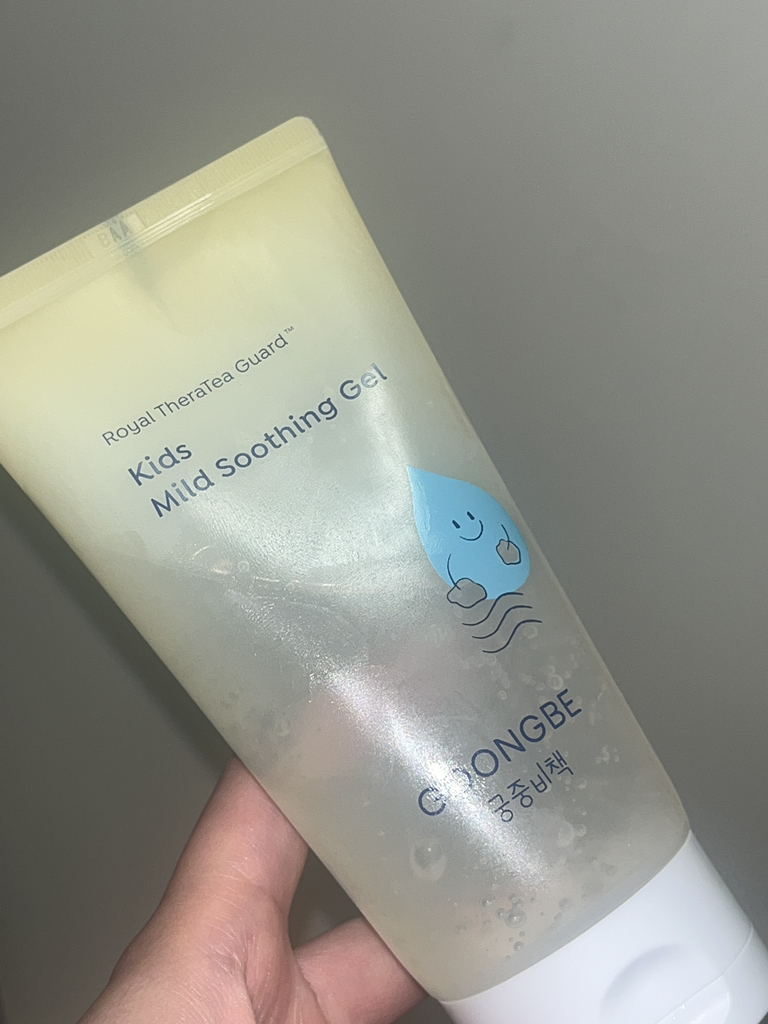 Royal TheraTea Guard™
Kids
Mild Soothing Gel
GOONGBE
궁중비책